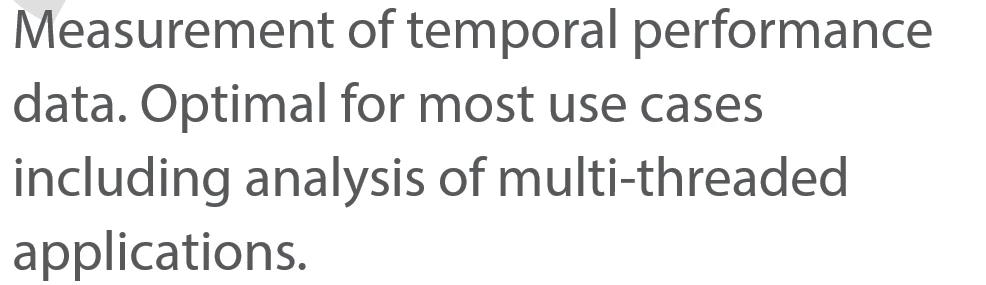 Measurement of temporal performance
data. Optimal for most use cases
including analysis of multi-threaded
applications.